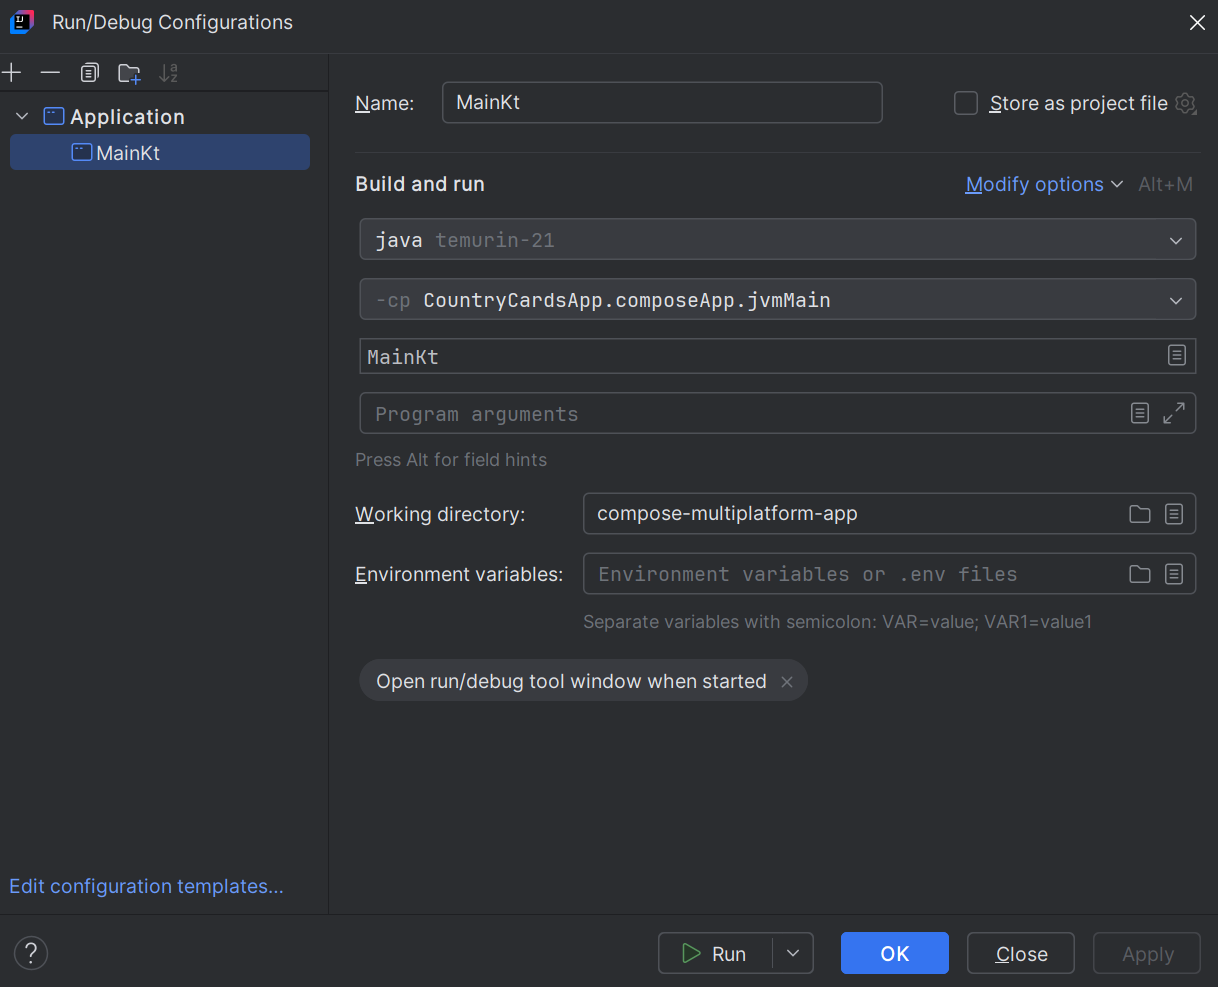 Run/Debug Configurations
Application
MainKt
Edit configuration templates...
Name: MainKt
Store as project file
Build and run
Modify options Alt+M
java temurin-21
-cp CountryCardsApp.composeApp.jvmMain
MainKt
Program arguments
Press Alt for field hints
Working directory: compose-multiplatform-app
Environment variables: Environment variables or .env files
Separate variables with semicolon: VAR=value; VAR1=value1
Open run/debug tool window when started
? Run OK Close Apply